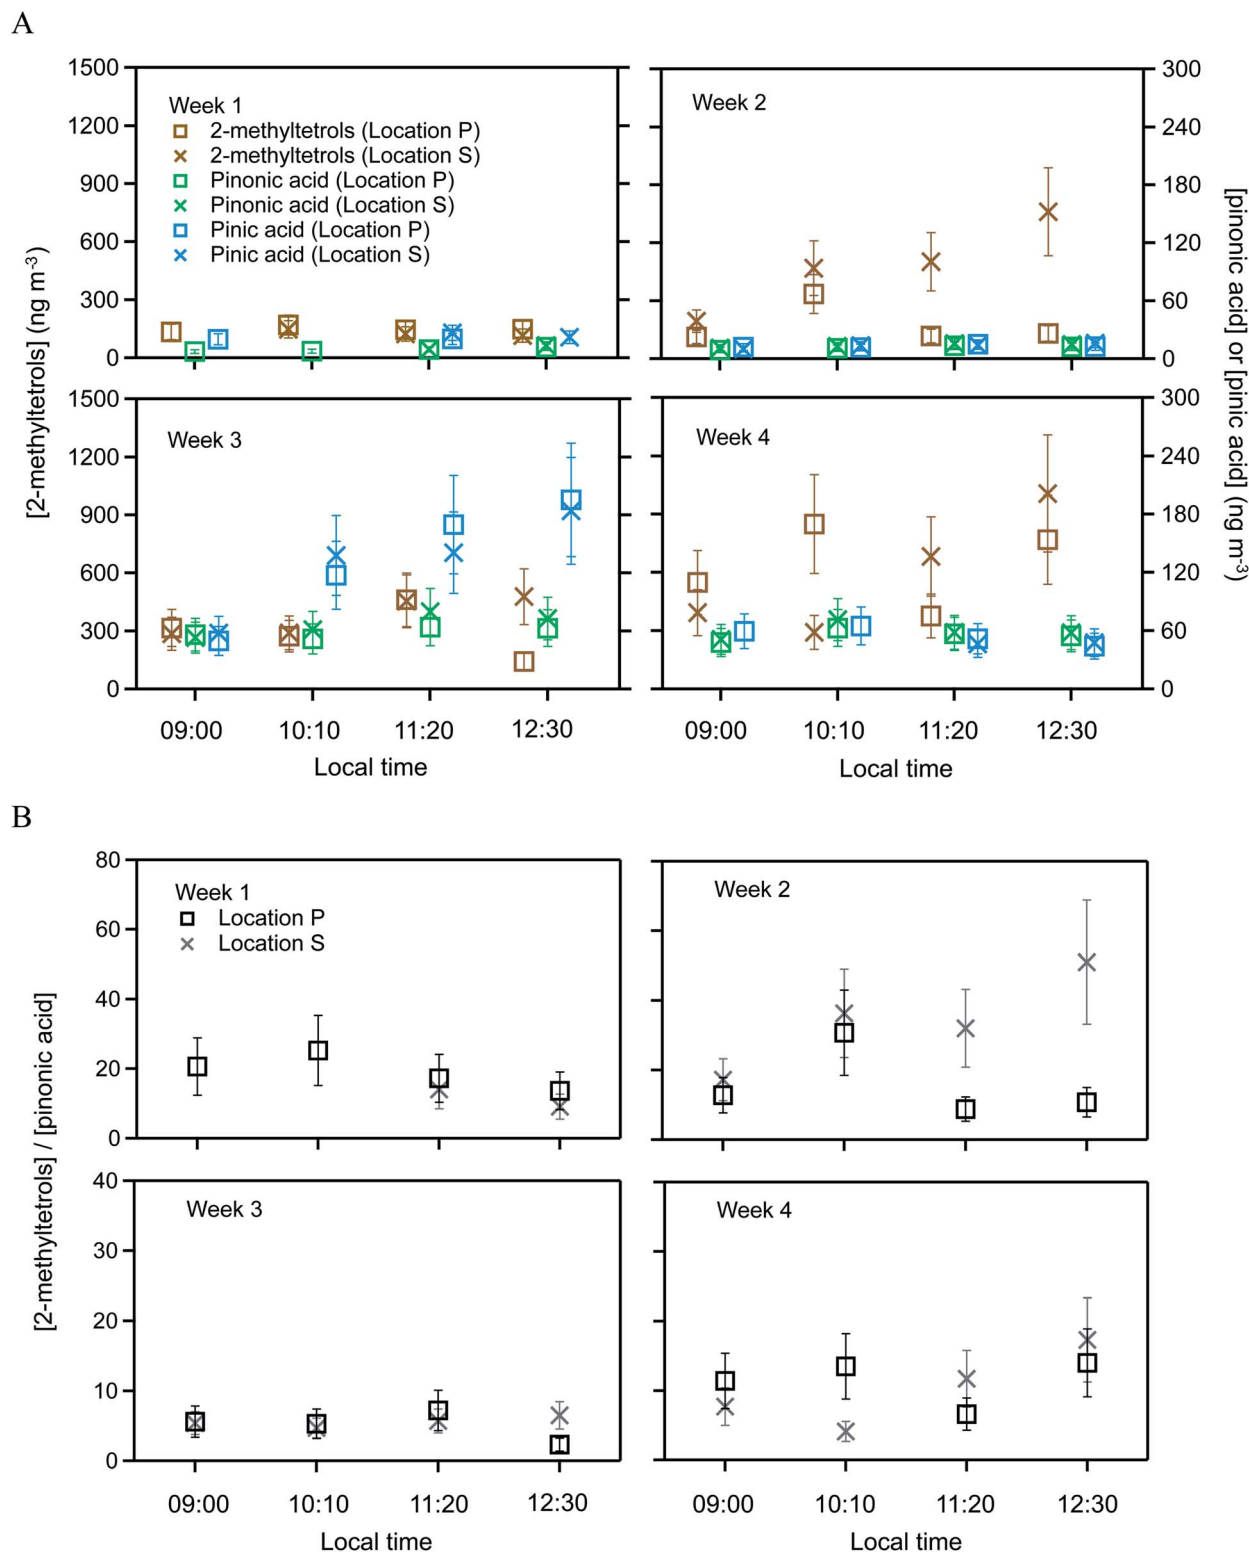 A
[2-methyltetrols] (ng m-3)
[pinonic acid] or [pinic acid] (ng m-3)
1500
1200
900
600
300
0
Week 1
2-methyltetrols (Location P)
2-methyltetrols (Location S)
Pinonic acid (Location P)
Pinonic acid (Location S)
Pinic acid (Location P)
Pinic acid (Location S)
Week 2
300
240
180
120
60
0
1500
1200
900
600
300
0
Week 3
09:00 10:10 11:20 12:30
Local time
Week 4
300
240
180
120
60
0
09:00 10:10 11:20 12:30
Local time
B
[2-methyltetrols] / [pinonic acid]
80
60
40
20
0
Week 1
Location P
Location S
Week 2
40
30
20
10
0
Week 3
09:00 10:10 11:20 12:30
Local time
Week 4
09:00 10:10 11:20 12:30
Local time